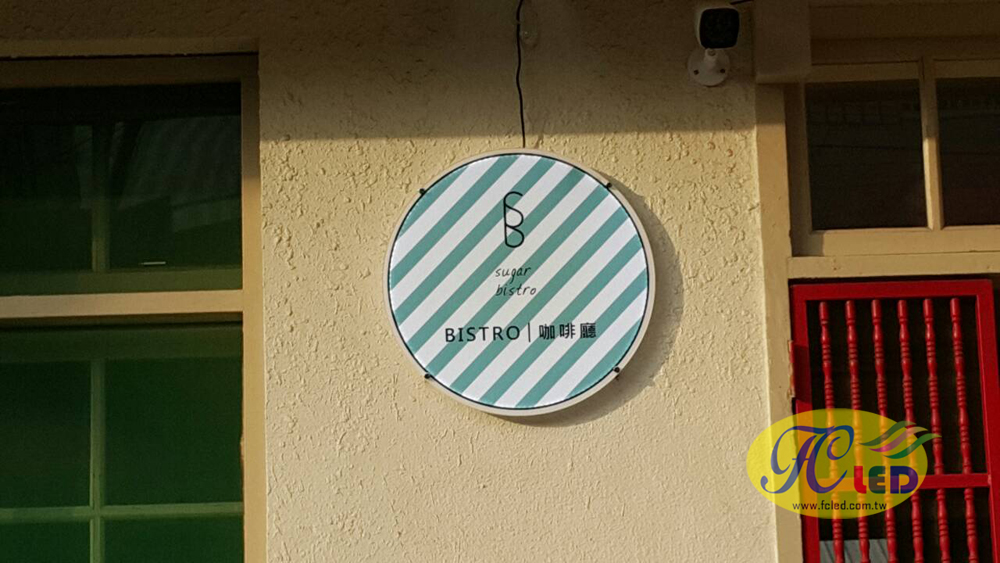 sugar
bistro
BISTRO | 咖啡廳
FC LED
www.fcled.com.tw